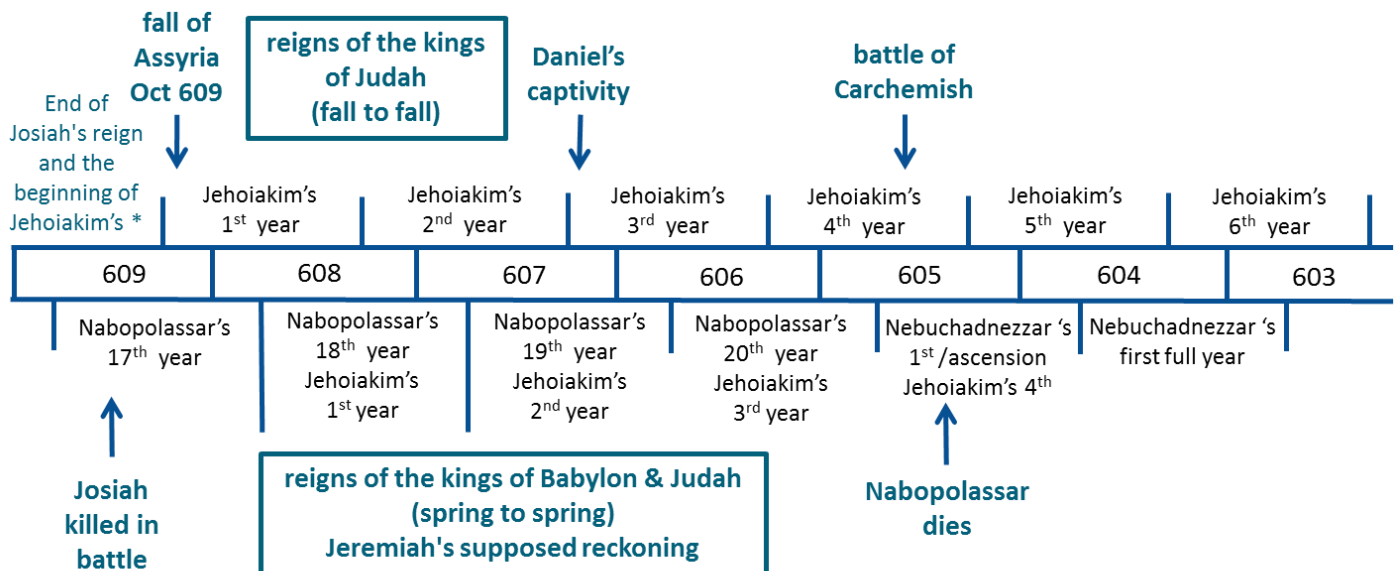 fall of
Assyria
Oct 609
reigns of the kings
of Judah
(fall to fall)
Daniel's
captivity
battle of
Carchemish
End of
Josiah's reign
and the
beginning of
Jehoiakim's *
Jehoiakim's
1st year
Jehoiakim's
2nd year
Jehoiakim's
3rd year
Jehoiakim's
4th year
Jehoiakim's
5th year
Jehoiakim's
6th year
609 608 607 606 605 604 603
Nabopolassar's
17th year
Nabopolassar's
18th year
Jehoiakim's
1st year
Nabopolassar's
19th year
Jehoiakim's
2nd year
Nabopolassar's
20th year
Jehoiakim's
3rd year
Nebuchadnezzar 's
1st /ascension
Jehoiakim's 4th
Nebuchadnezzar 's
first full year
Josiah
killed in
battle
reigns of the kings of Babylon & Judah
(spring to spring)
Jeremiah's supposed reckoning
Nabopolassar
dies